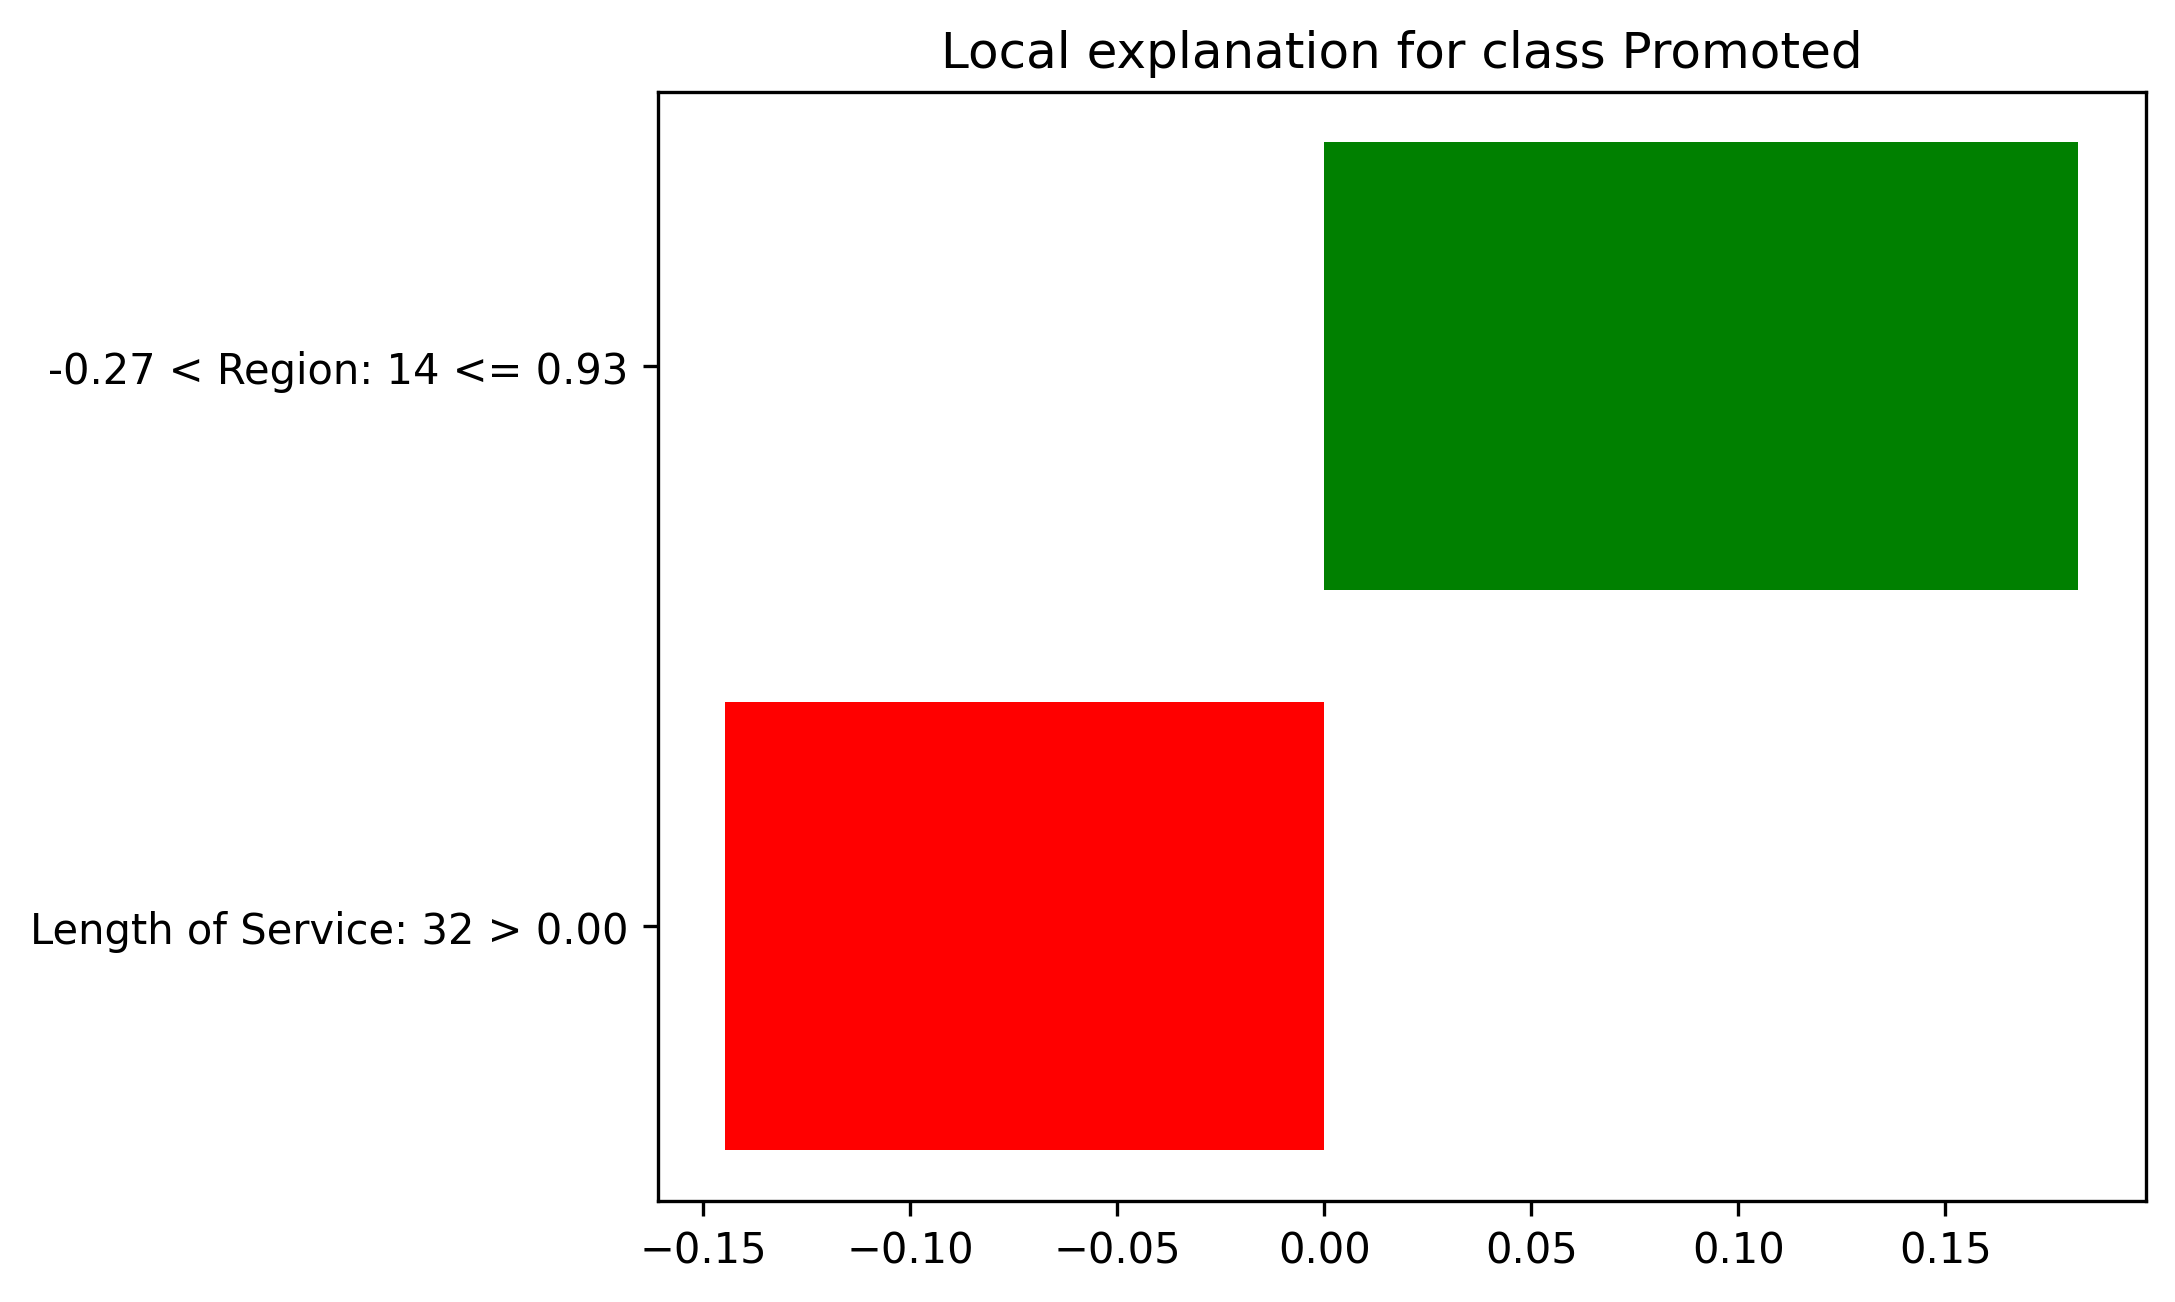 Local explanation for class Promoted
-0.27 < Region: 14 <= 0.93
Length of Service: 32 > 0.00
−0.15 −0.10 −0.05 0.00 0.05 0.10 0.15